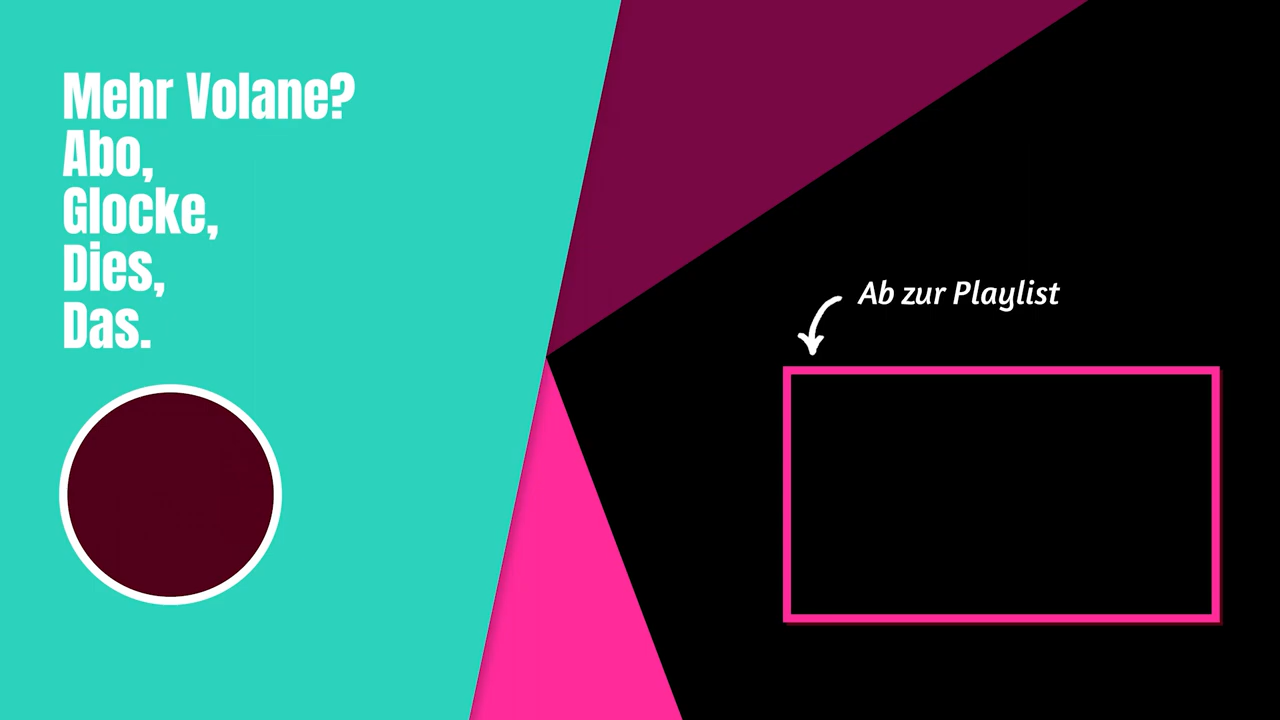 Mehr Volane?
Abo,
Glocke,
Dies,
Das.
Ab zur Playlist